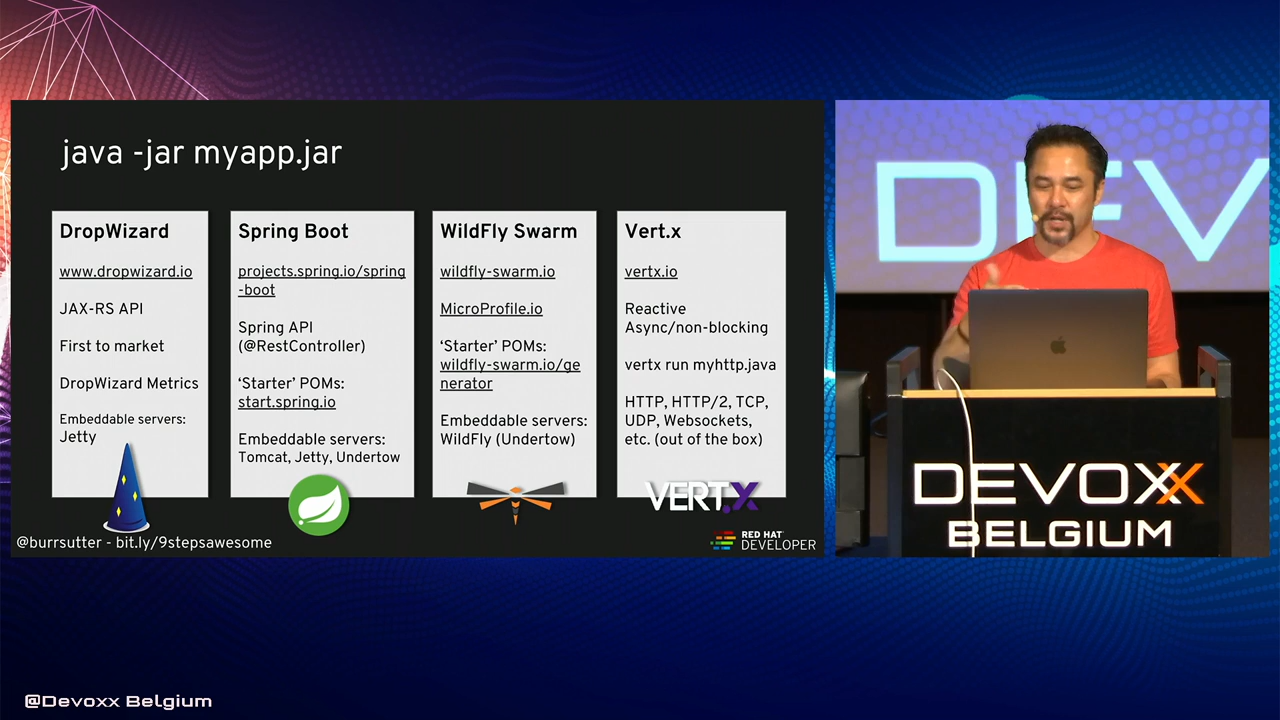 java -jar myapp.jar
DropWizard
www.dropwizard.io
JAX-RS API
First to market
DropWizard Metrics
Embeddable servers:
Jetty
Spring Boot
projects.spring.io/spring
-boot
Spring API
(@RestController)
‘Starter’ POMs:
start.spring.io
Embeddable servers:
Tomcat, Jetty, Undertow
WildFly Swarm
wildfly-swarm.io
MicroProfile.io
‘Starter’ POMs:
wildfly-swarm.io/ge
nerator
Embeddable servers:
WildFly (Undertow)
Vert.x
vertx.io
Reactive
Async/non-blocking
vertx run myhttp.java
HTTP, HTTP/2, TCP,
UDP, Websockets,
etc. (out of the box)
VERT.X
@burrsutter - bit.ly/9stepsawesome
RED HAT
DEVELOPER
DEV
DEVOXX
BELGIUM
@Devoxx Belgium